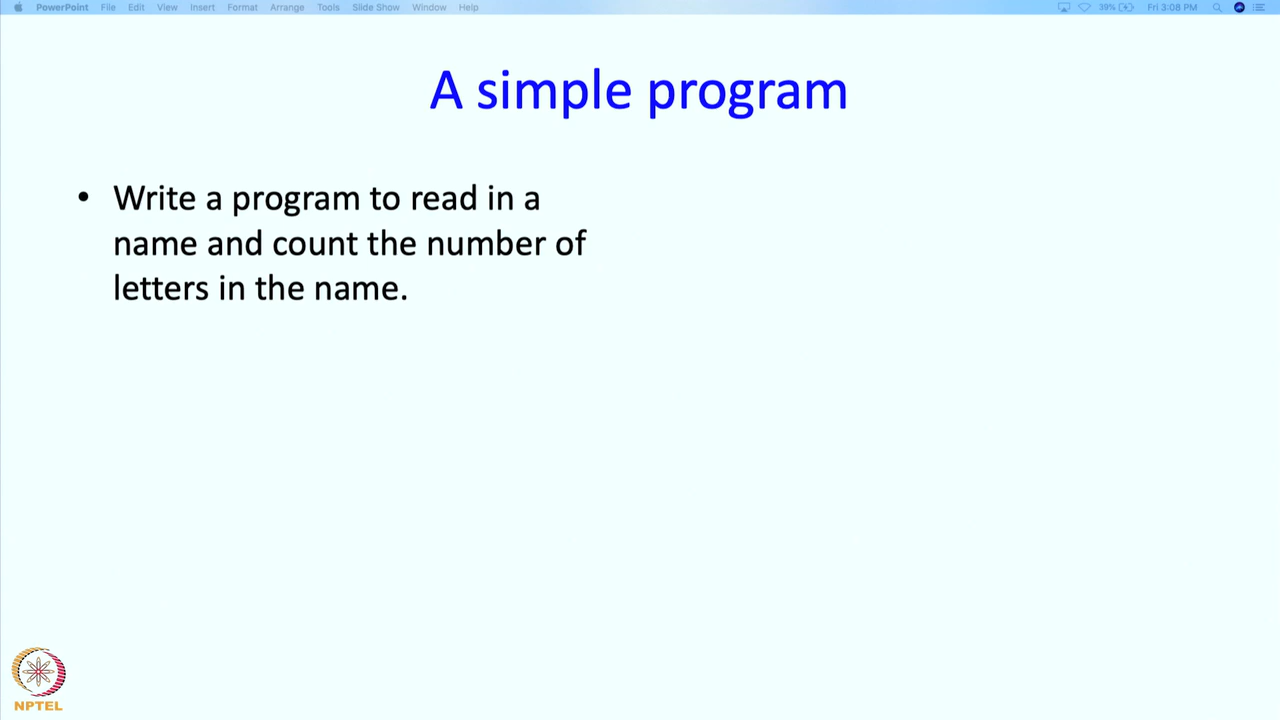 PowerPoint File Edit View Insert Format Arrange Tools Slide Show Window Help 39% Fri 3:08 PM
A simple program
• Write a program to read in a
name and count the number of
letters in the name.
NPTEL